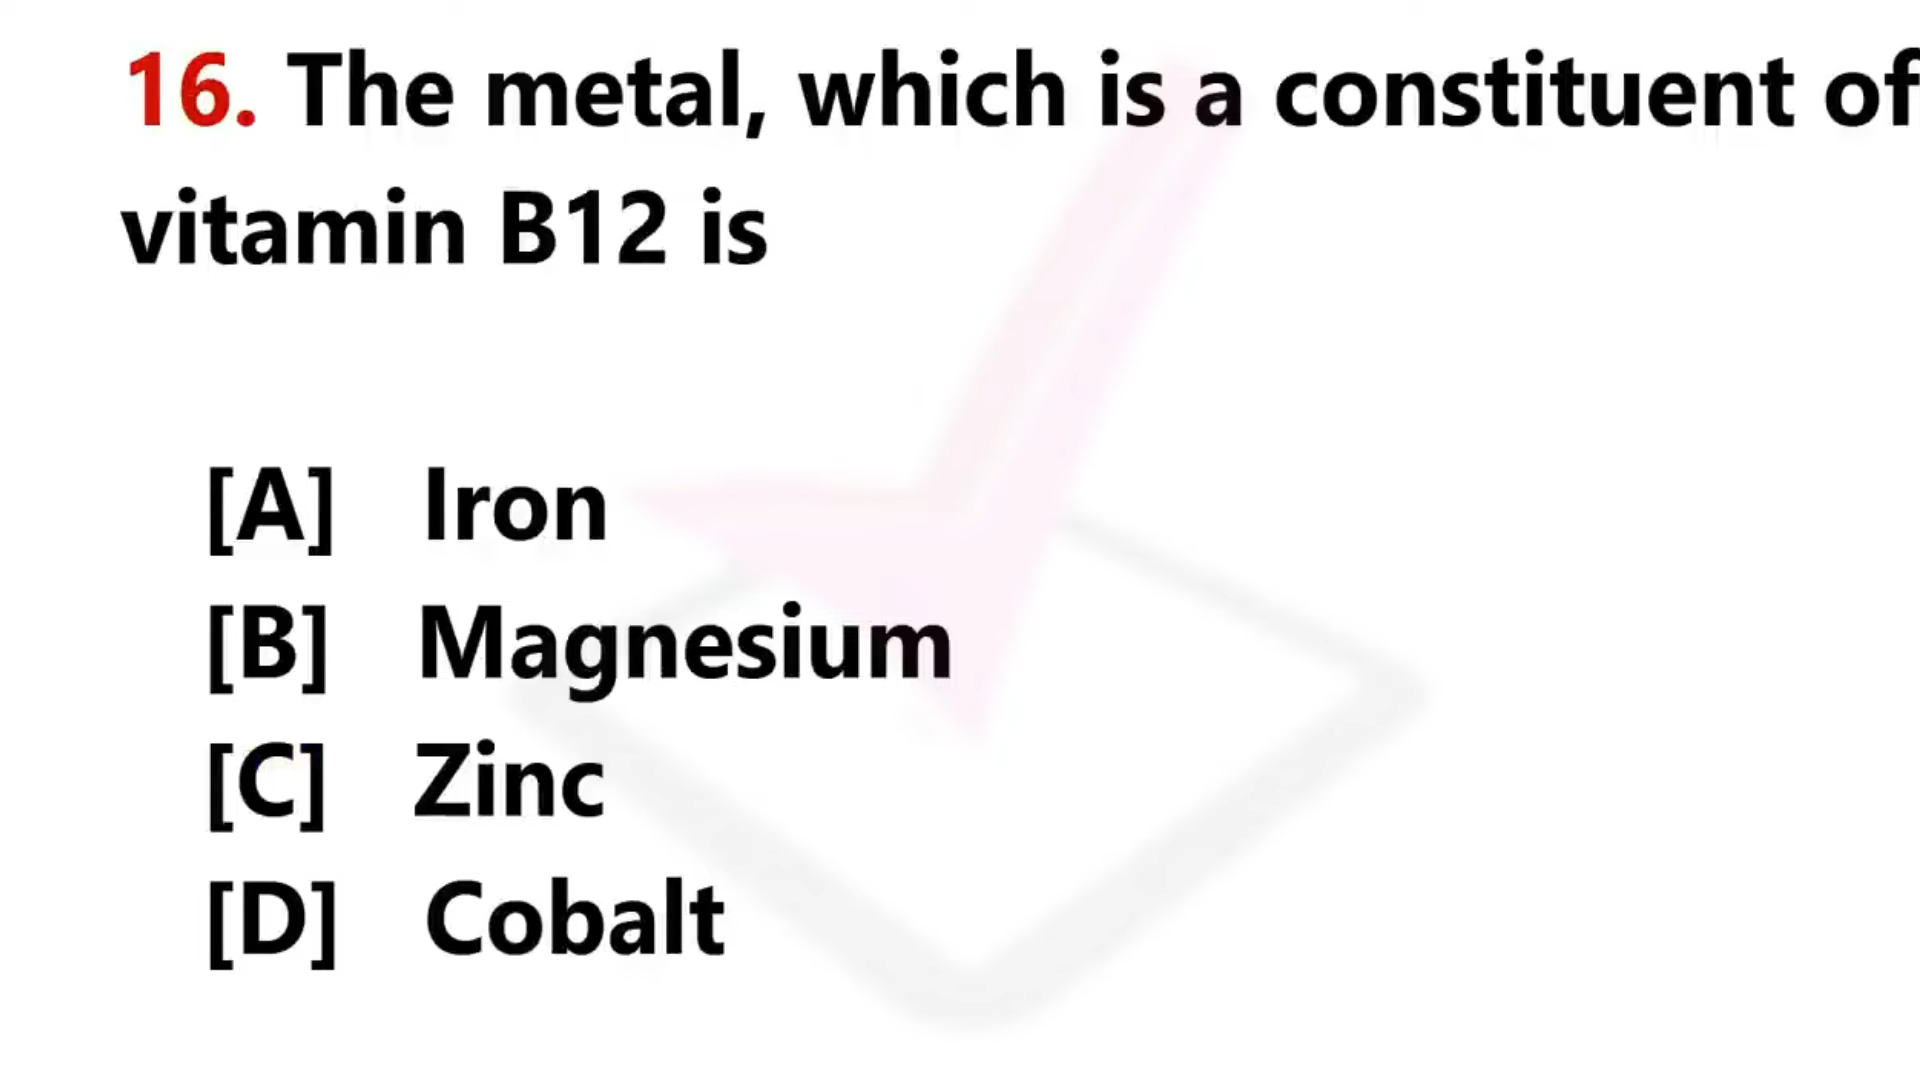 16. The metal, which is a constituent of
vitamin B12 is
[A] Iron
[B] Magnesium
[C] Zinc
[D] Cobalt